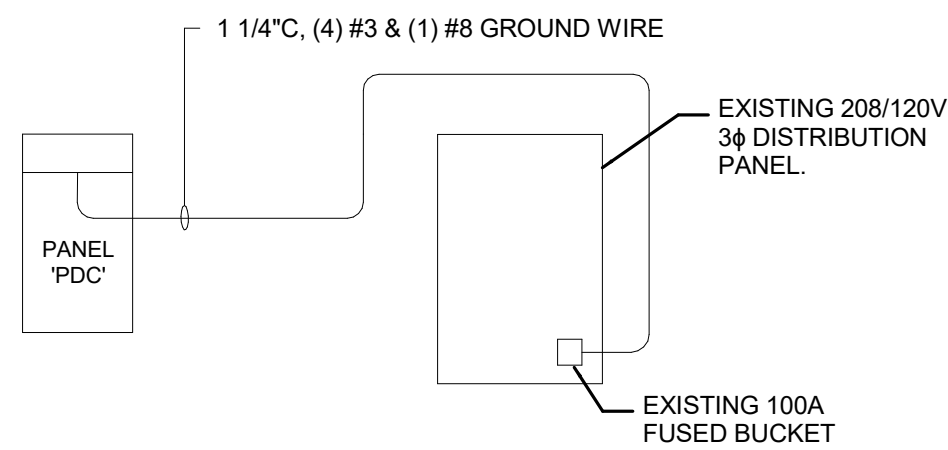 1 1/4"C, (4) #3 & (1) #8 GROUND WIRE
EXISTING 208/120V
3ϕ DISTRIBUTION
PANEL.
PANEL
'PDC'
EXISTING 100A
FUSED BUCKET